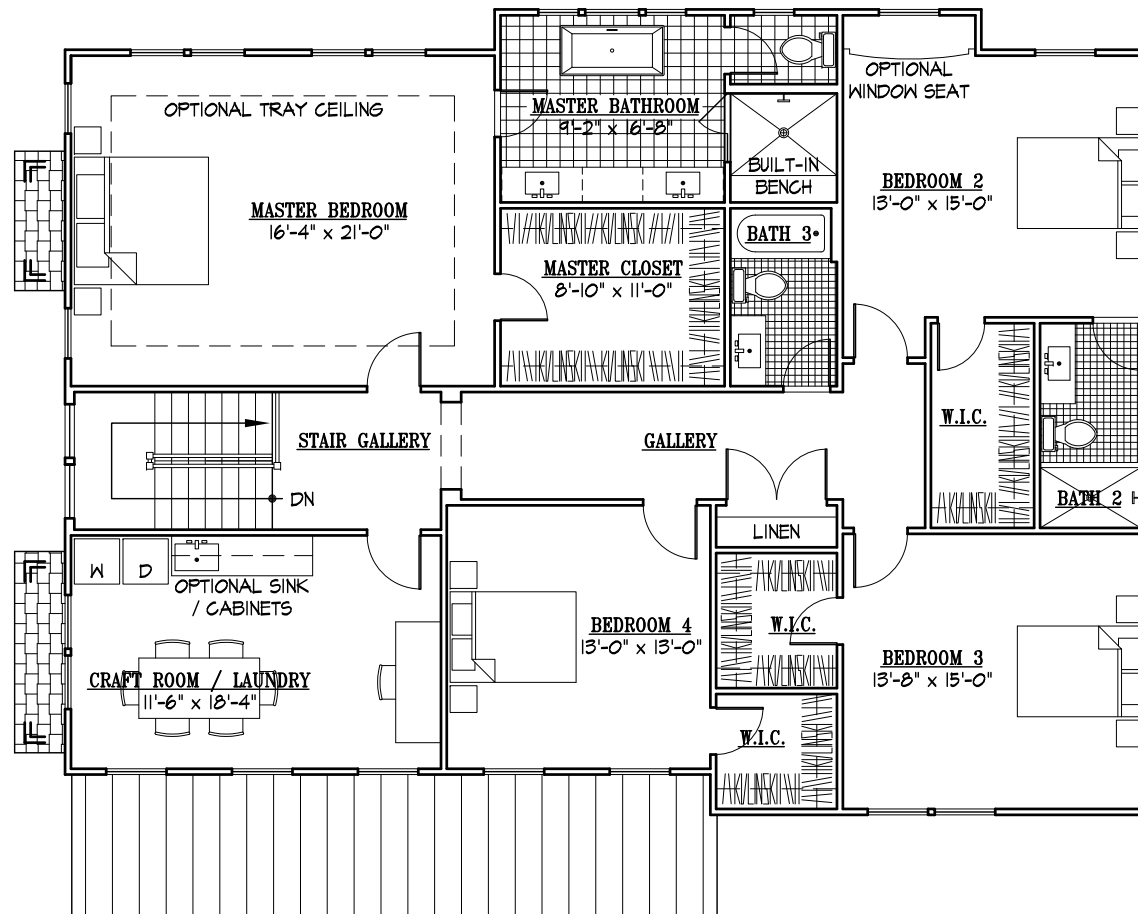 OPTIONAL TRAY CEILING
MASTER BEDROOM
16'-4" x 21'-0"
MASTER BATHROOM
9'-2" x 16'-8"
BUILT-IN
BENCH
OPTIONAL
WINDOW SEAT
BEDROOM 2
13'-0" x 15'-0"
MASTER CLOSET
8'-10" x 11'-0"
BATH 3
STAIR GALLERY
DN
GALLERY
W.I.C.
BATH 2
LINEN
W
D
OPTIONAL SINK
/ CABINETS
CRAFT ROOM / LAUNDRY
11'-6" x 18'-4"
BEDROOM 4
13'-0" x 13'-0"
W.I.C.
W.I.C.
BEDROOM 3
13'-8" x 15'-0"